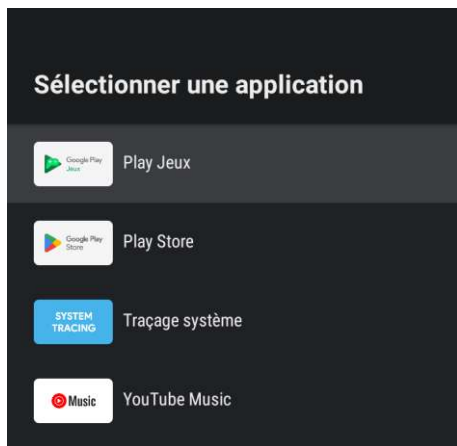 Sélectionner une application
Google Play
Jeux
Play Jeux
Google Play
Store
Play Store
SYSTEM
TRACING
Traçage système
Music
YouTube Music